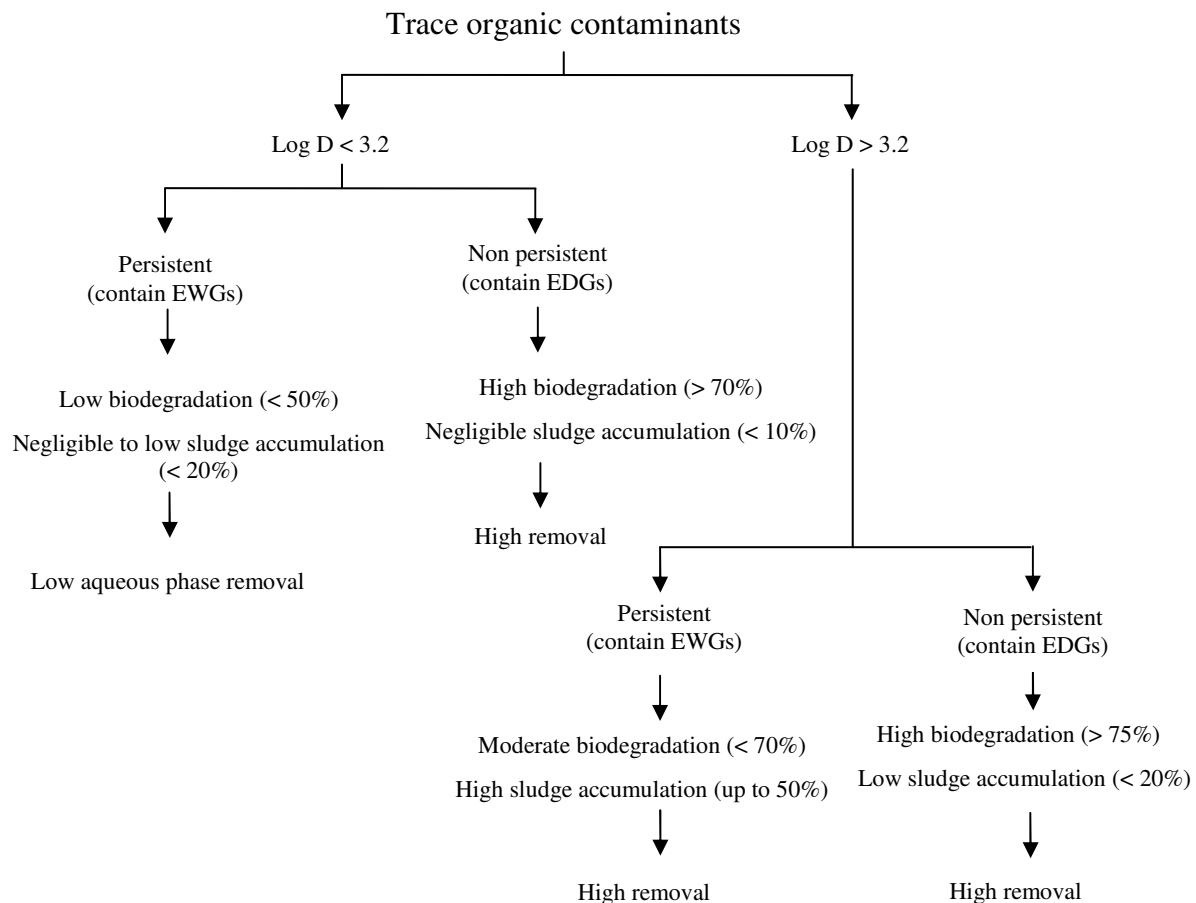 Trace organic contaminants
Log D < 3.2
Log D > 3.2
Persistent
(contain EWGs)
Non persistent
(contain EDGs)
Low biodegradation (< 50%)
Negligible to low sludge accumulation
(< 20%)
High biodegradation (> 70%)
Negligible sludge accumulation (< 10%)
Low aqueous phase removal
High removal
Persistent
(contain EWGs)
Non persistent
(contain EDGs)
Moderate biodegradation (< 70%)
High sludge accumulation (up to 50%)
High biodegradation (> 75%)
Low sludge accumulation (< 20%)
High removal
High removal